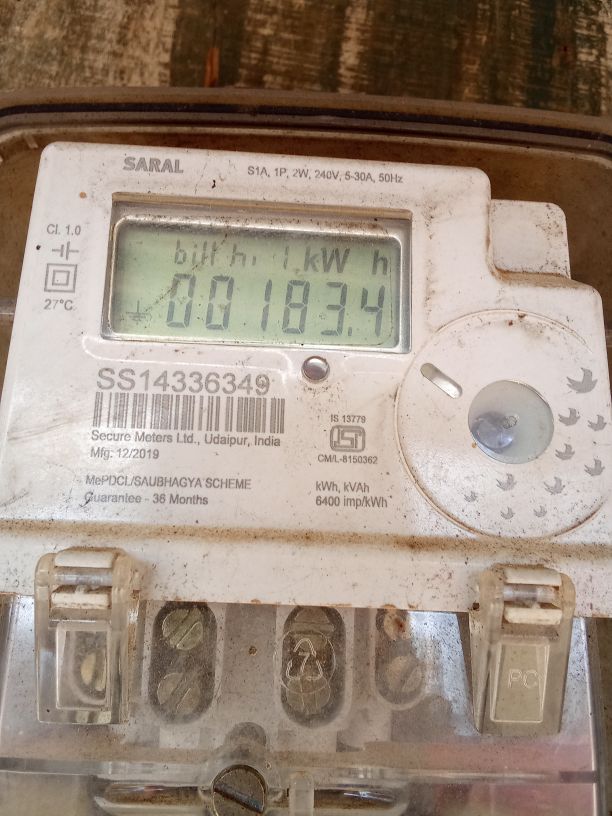 SARAL
S1A, 1P, 2W, 240V, 5-30A, 50Hz
Cl. 1.0
27°C
bill hi 1 kW h
00183.4
SS14336349
Secure Meters Ltd., Udaipur, India
Mfg: 12/2019
IS 13779
CM/L-8150362
MePDCL/SAUBHAGYA SCHEME
Guarantee - 36 Months
kWh, kVAh
6400 imp/kWh
7
PC